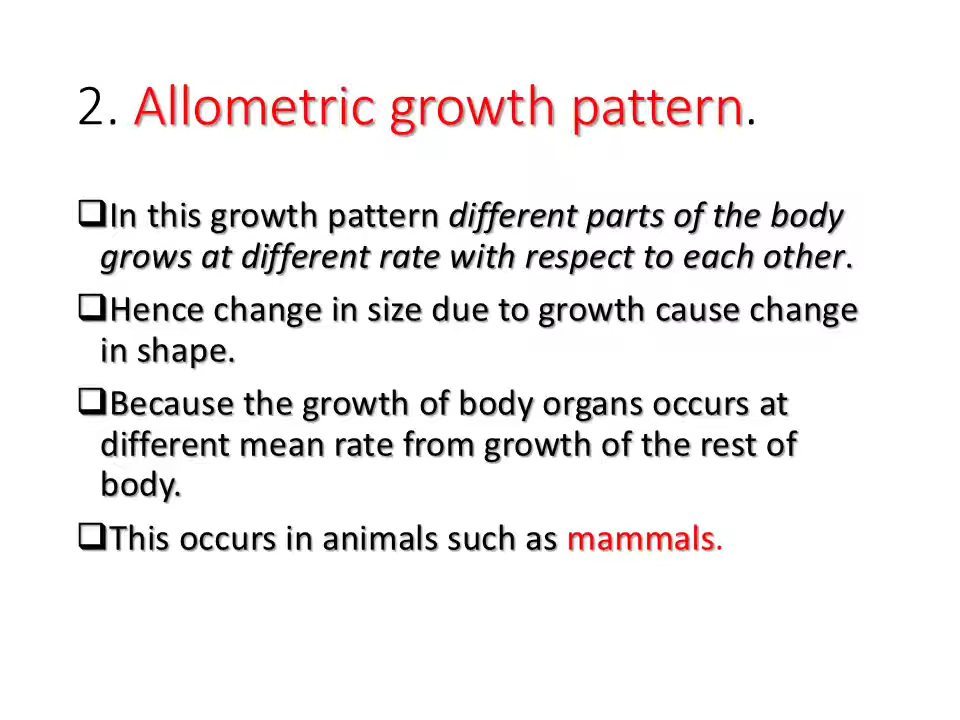 2. Allometric growth pattern.
❑In this growth pattern different parts of the body
grows at different rate with respect to each other.
❑Hence change in size due to growth cause change
in shape.
❑Because the growth of body organs occurs at
different mean rate from growth of the rest of
body.
❑This occurs in animals such as mammals.